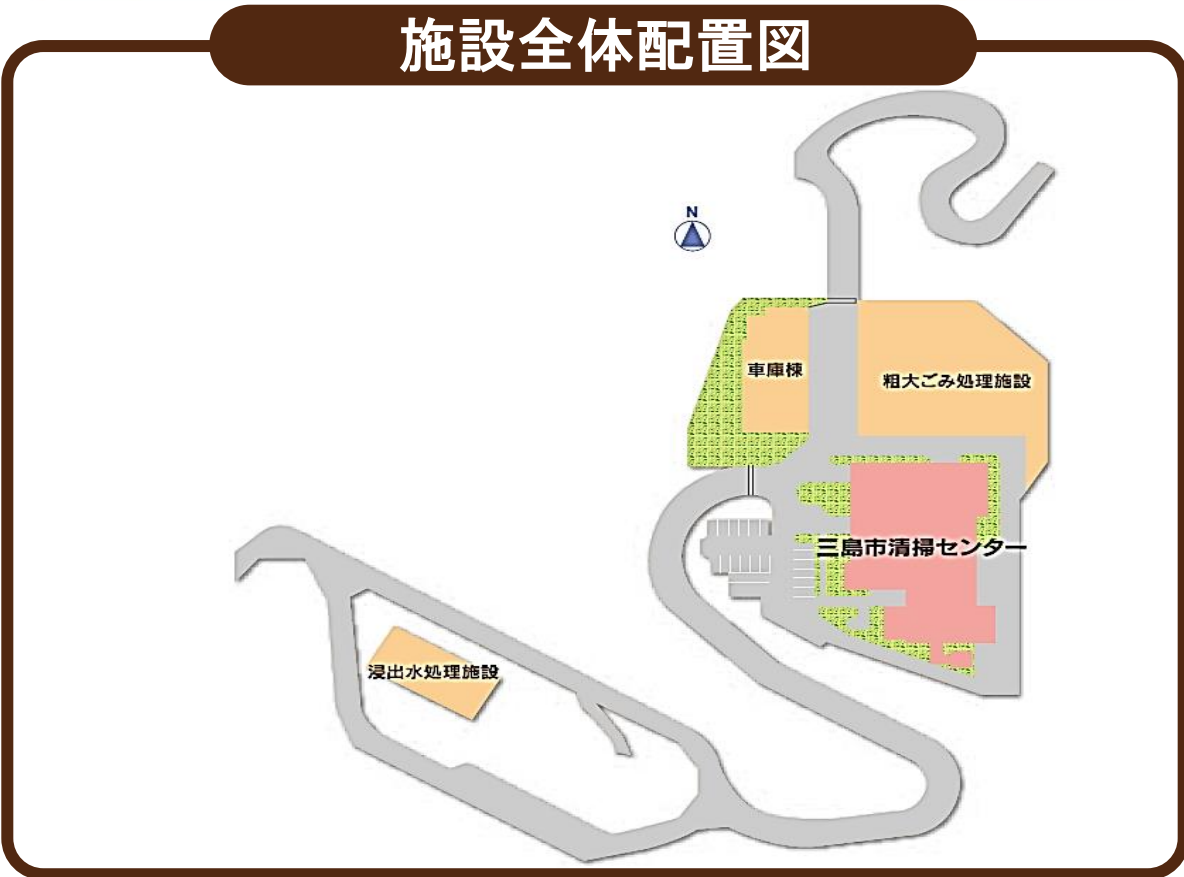 施設全体配置図
N
車庫棟
粗大ごみ処理施設
三島市清掃センター
浸出水処理施設